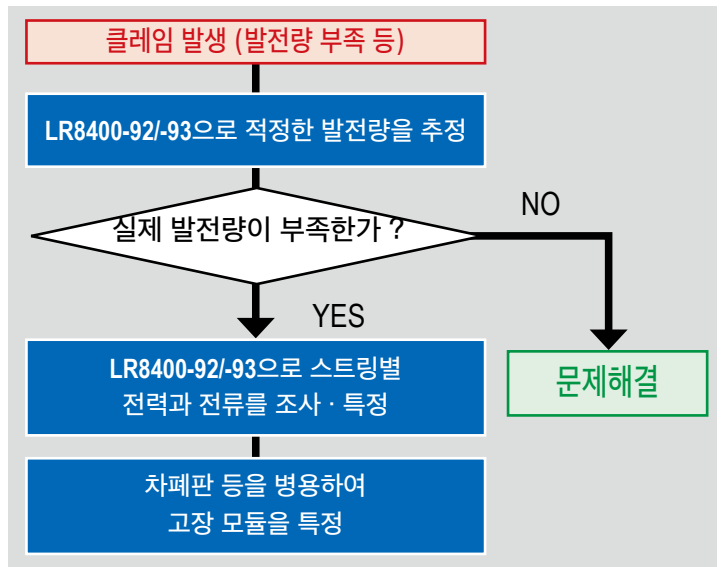 클레임 발생 (발전량 부족 등)
LR8400-92/-93으로 적정한 발전량을 추정
실제 발전량이 부족한가 ?
NO
YES
LR8400-92/-93으로 스트링별
전력과 전류를 조사 · 특정
문제해결
차폐판 등을 병용하여
고장 모듈을 특정